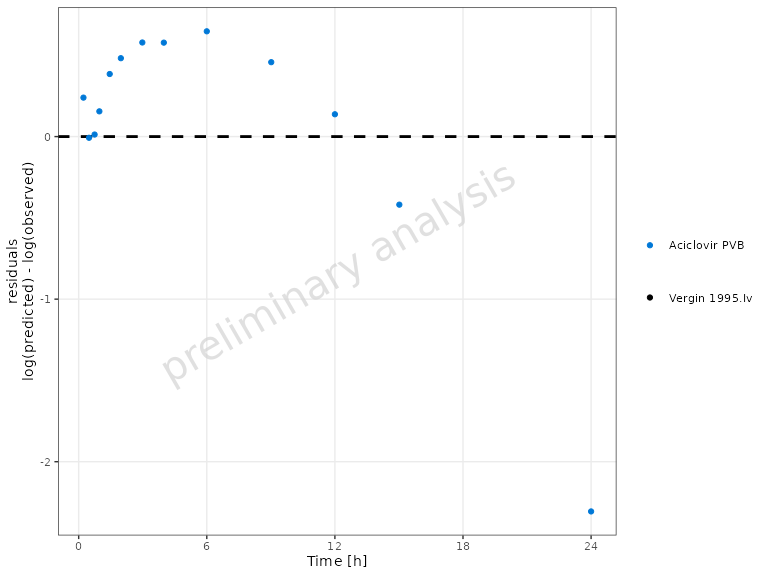 0
-1
-2
residuals
log(predicted) - log(observed)
preliminary analysis
0
6
12
18
24
Time [h]
Aciclovir PVB
Vergin 1995.Iv